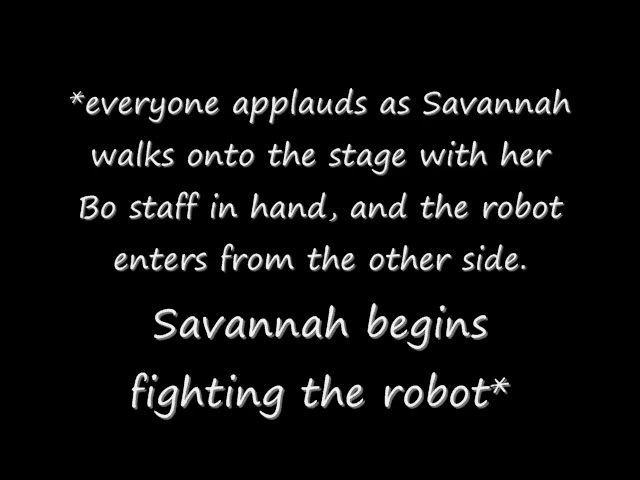 *everyone applauds as Savannah
walks onto the stage with her
Bo staff in hand, and the robot
enters from the other side.
Savannah begins
fighting the robot*